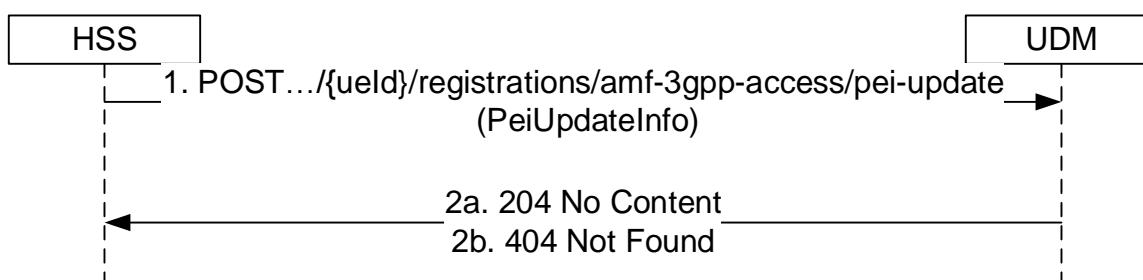 HSS
UDM
1. POST…/{ueId}/registrations/amf-3gpp-access/pei-update
(PeiUpdateInfo)
2a. 204 No Content
2b. 404 Not Found